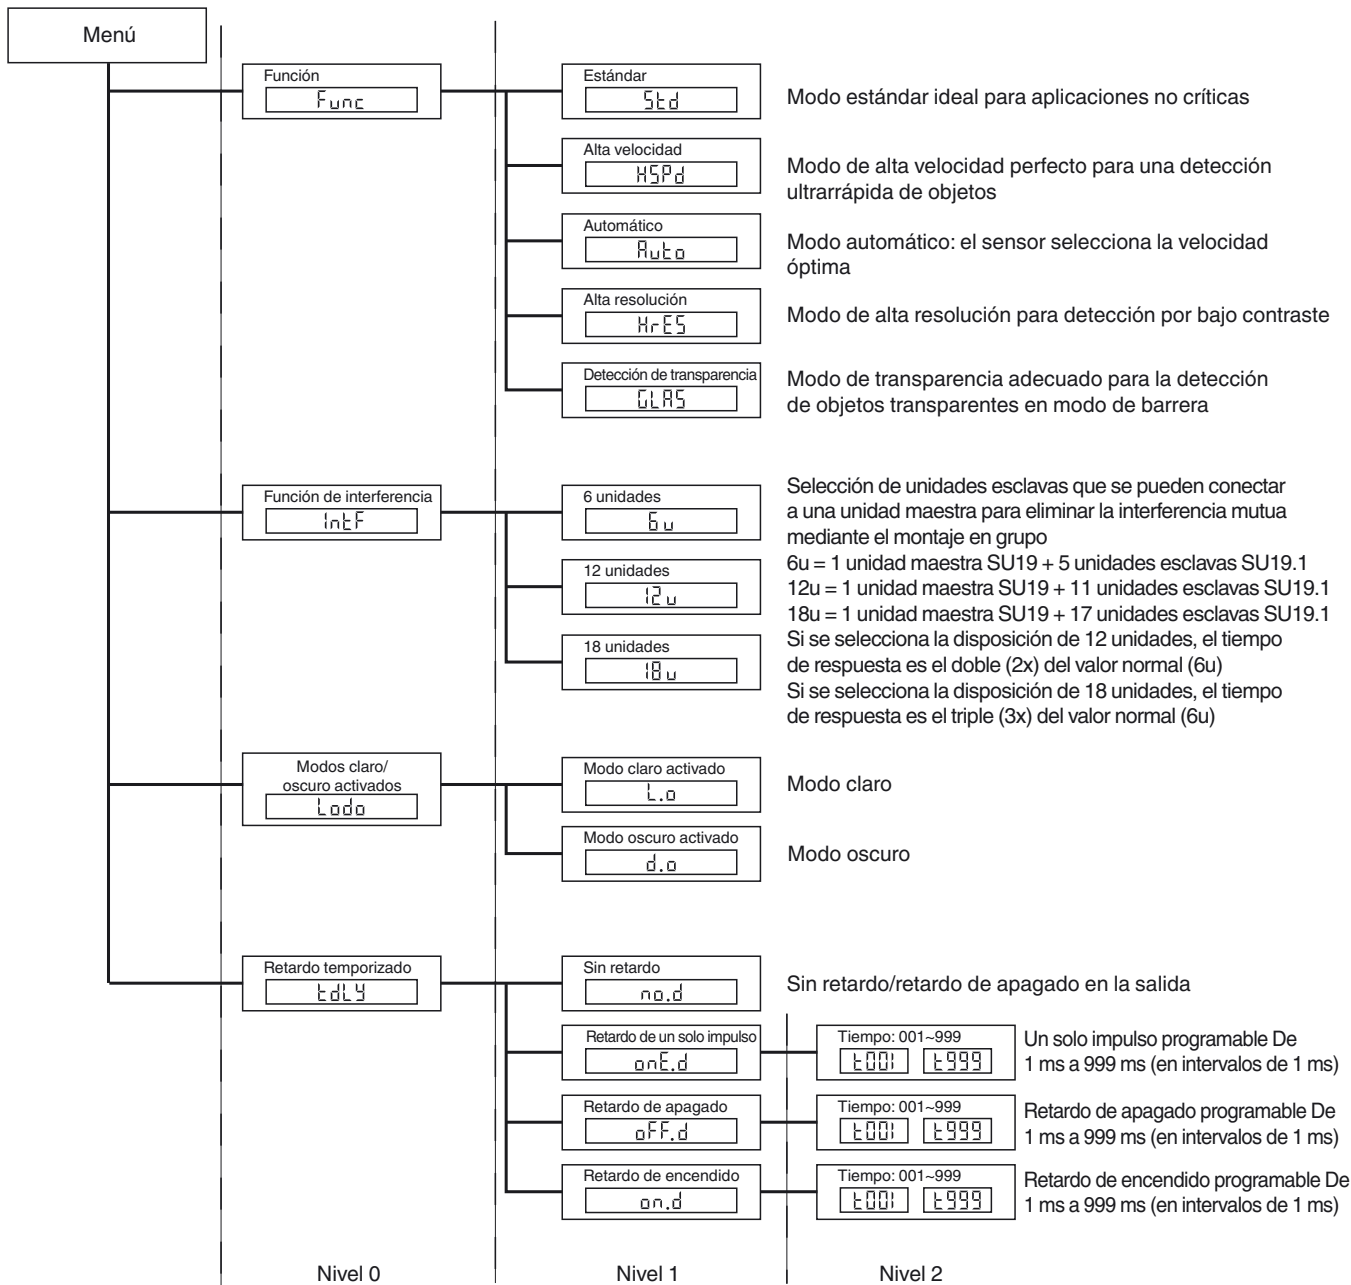 Menú
Función
Func
Estándar
Std
Modo estándar ideal para aplicaciones no críticas
Alta velocidad
HSPd
Modo de alta velocidad perfecto para una detección
ultrarrápida de objetos
Automático
Auto
Modo automático: el sensor selecciona la velocidad
óptima
Alta resolución
HrES
Modo de alta resolución para detección por bajo contraste
Detección de transparencia
GLAS
Modo de transparencia adecuado para la detección
de objetos transparentes en modo de barrera
Función de interferencia
IntF
6 unidades
6u
Selección de unidades esclavas que se pueden conectar
a una unidad maestra para eliminar la interferencia mutua
mediante el montaje en grupo
6u = 1 unidad maestra SU19 + 5 unidades esclavas SU19.1
12u = 1 unidad maestra SU19 + 11 unidades esclavas SU19.1
18u = 1 unidad maestra SU19 + 17 unidades esclavas SU19.1
Si se selecciona la disposición de 12 unidades, el tiempo
de respuesta es el doble (2x) del valor normal (6u)
Si se selecciona la disposición de 18 unidades, el tiempo
de respuesta es el triple (3x) del valor normal (6u)
12 unidades
12u
18 unidades
18u
Modos claro/
oscuro activados
Lodo
Modo claro activado
L.o
Modo claro
Modo oscuro activado
d.o
Modo oscuro
Retardo temporizado
tdLY
Sin retardo
no.d
Sin retardo/retardo de apagado en la salida
Retardo de un solo impulso
onE.d
Tiempo: 001~999
t001 t999
Un solo impulso programable De
1 ms a 999 ms (en intervalos de 1 ms)
Retardo de apagado
oFF.d
Tiempo: 001~999
t001 t999
Retardo de apagado programable De
1 ms a 999 ms (en intervalos de 1 ms)
Retardo de encendido
on.d
Tiempo: 001~999
t001 t999
Retardo de encendido programable De
1 ms a 999 ms (en intervalos de 1 ms)
Nivel 0
Nivel 1
Nivel 2